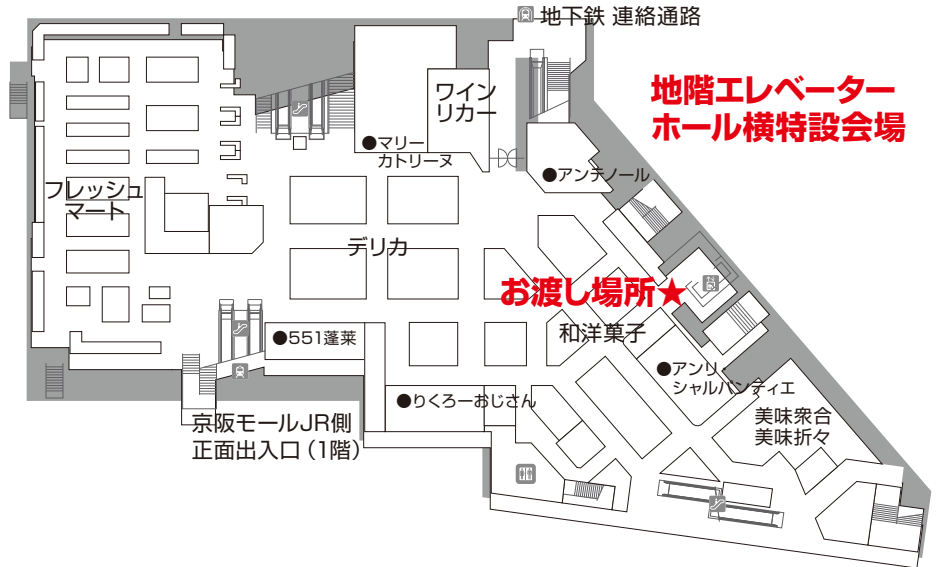 地下鉄 連絡通路
地階エレベーター
ホール横特設会場
ワイン
リカー
●マリー
カトリーヌ
●アンテノール
フレッシュ
マート
デリカ
お渡し場所★
和洋菓子
●551蓬莱
●アンリ・
シャルパンティエ
●りくろーおじさん
美味衆合
美味折々
京阪モールJR側
正面出入口（1階）